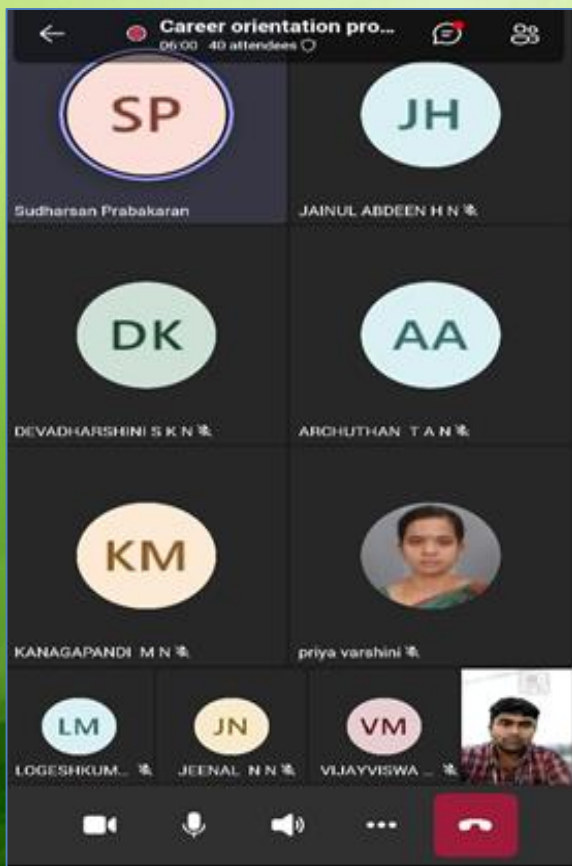 Career orientation pro...
06:00 40 attendees
SP
JH
Sudharsan Prabakaran
JAINUL ABDEEN H N
DK
AA
DEVADHARSHINI S K N
ARCHUTHAN T A N
KM
KANAGAPANDI M N
priya varshini
LM
JN
VM
LOGESHKUM...
JEENAL N N
VIJAYVISWA ...